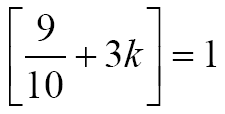 [9/10 + 3k] = 1